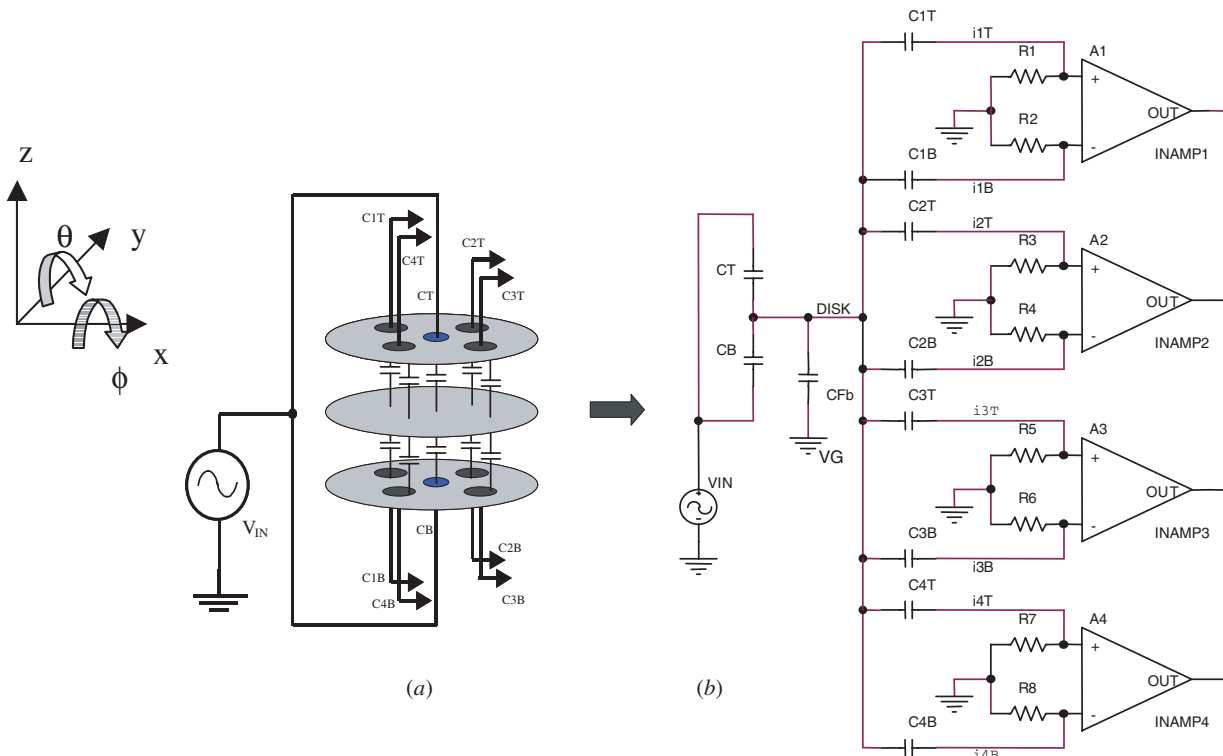 z
θ
y
x
ϕ
V_IN
C1T
C4T
C2T
C3T
CT
CB
C1B
C4B
C2B
C3B
(a)
CT
CB
VIN
DISK
CFb
VG
(b)
C1T
i1T
R1
A1
+
OUT
R2
-
INAMP1
C1B
i1B
C2T
i2T
R3
A2
+
OUT
R4
-
INAMP2
C2B
i2B
C3T
i3T
R5
A3
+
OUT
R6
-
INAMP3
C3B
i3B
C4T
i4T
R7
A4
+
OUT
R8
-
INAMP4
C4B
i4B